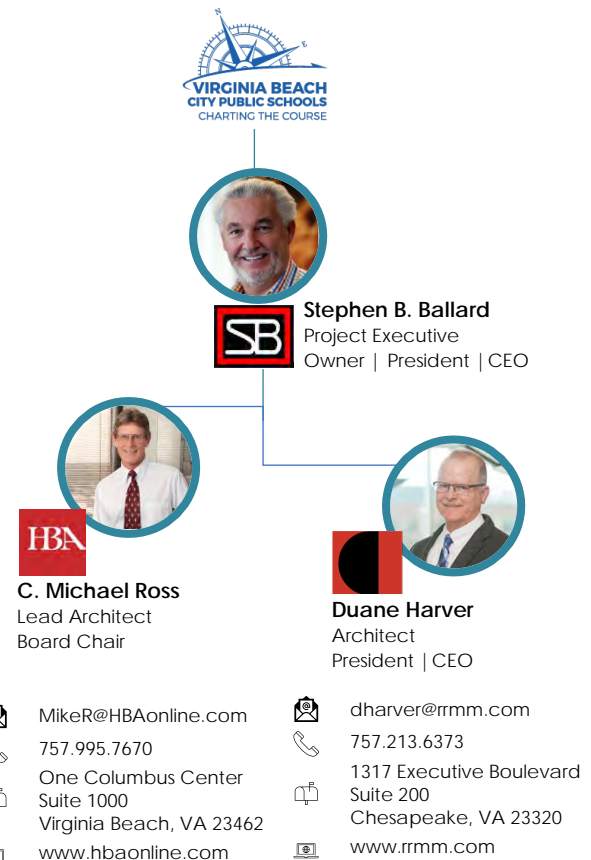 N
E
VIRGINIA BEACH
CITY PUBLIC SCHOOLS
CHARTING THE COURSE
SB
Stephen B. Ballard
Project Executive
Owner | President | CEO
HBA
C. Michael Ross
Lead Architect
Board Chair
Duane Harver
Architect
President | CEO
MikeR@HBAonline.com
757.995.7670
One Columbus Center
Suite 1000
Virginia Beach, VA 23462
www.hbaonline.com
dharver@rrmm.com
757.213.6373
1317 Executive Boulevard
Suite 200
Chesapeake, VA 23320
www.rrmm.com